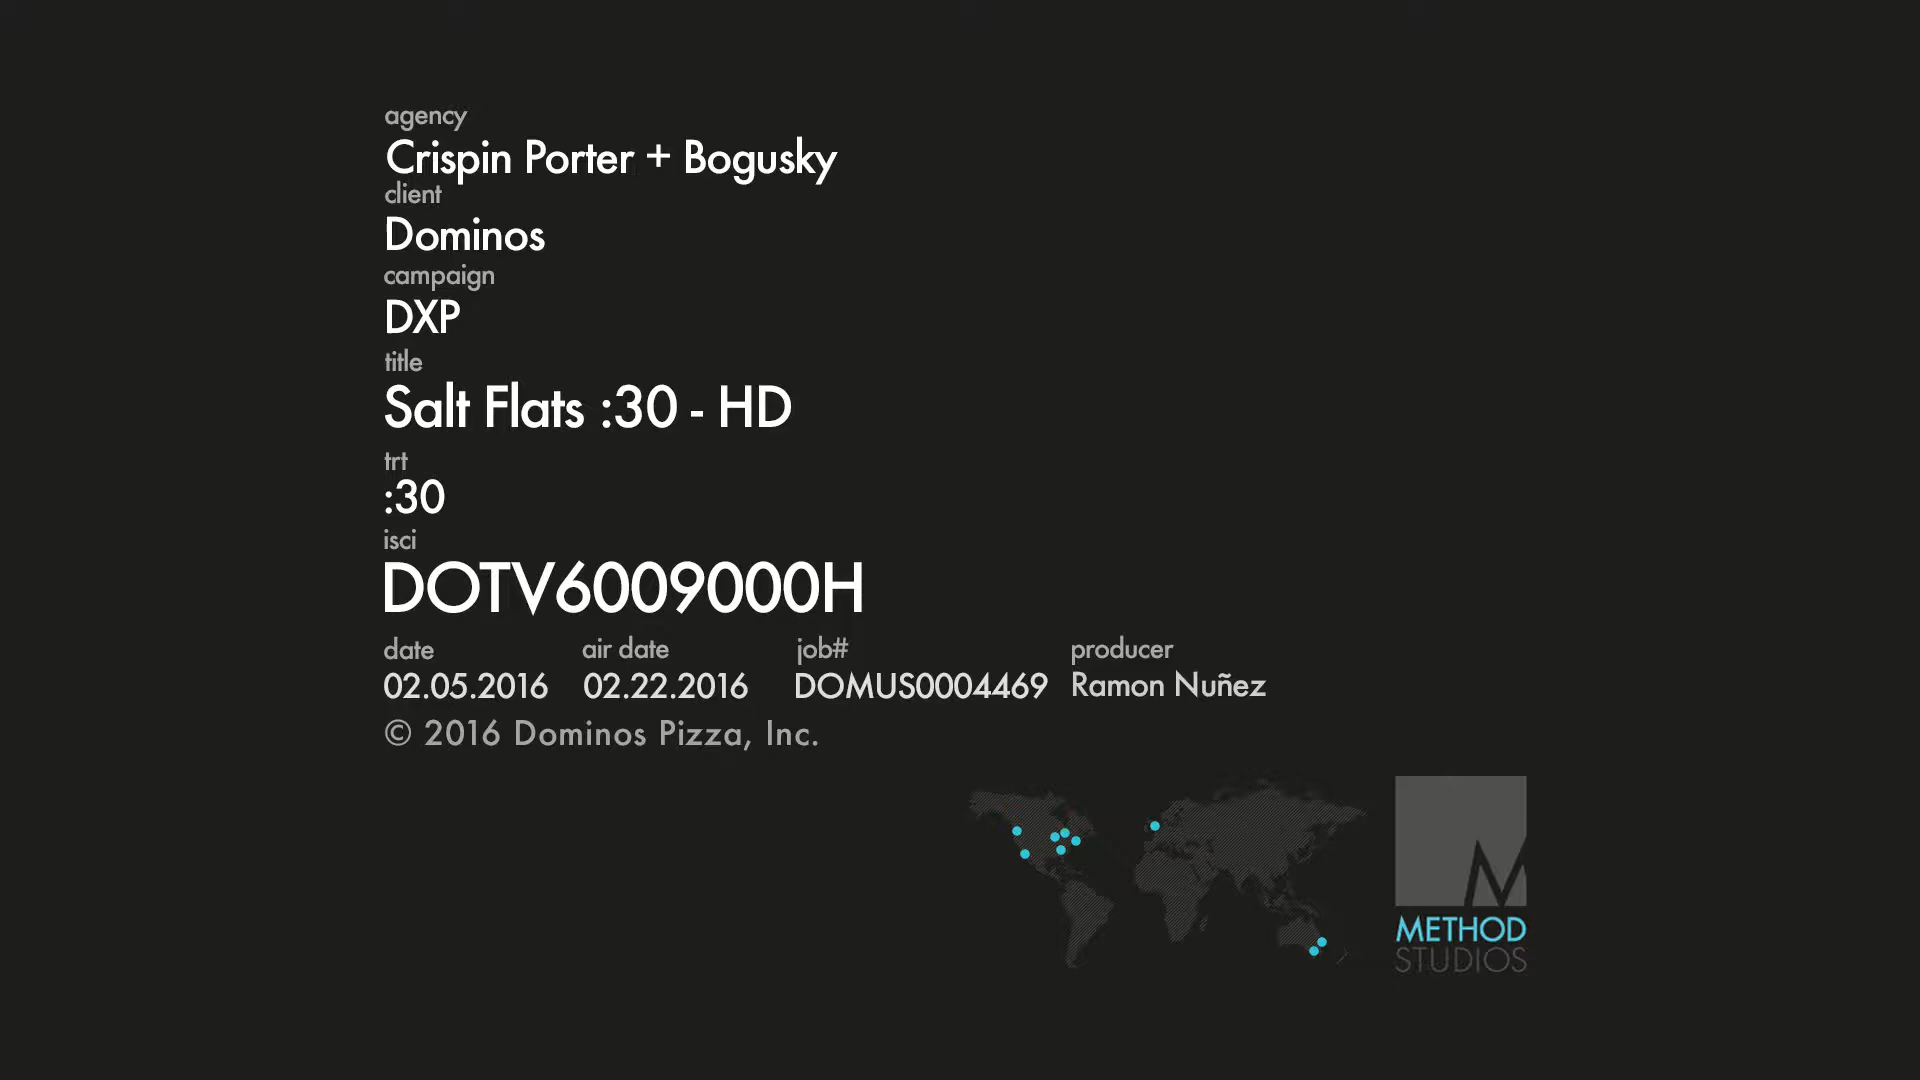 agency
Crispin Porter + Bogusky
client
Dominos
campaign
DXP
title
Salt Flats :30 - HD
trt
:30
isci
DOTV6009000H
date air date job# producer
02.05.2016 02.22.2016 DOMUS0004469 Ramon Nuñez
© 2016 Dominos Pizza, Inc.
METHOD
STUDIOS